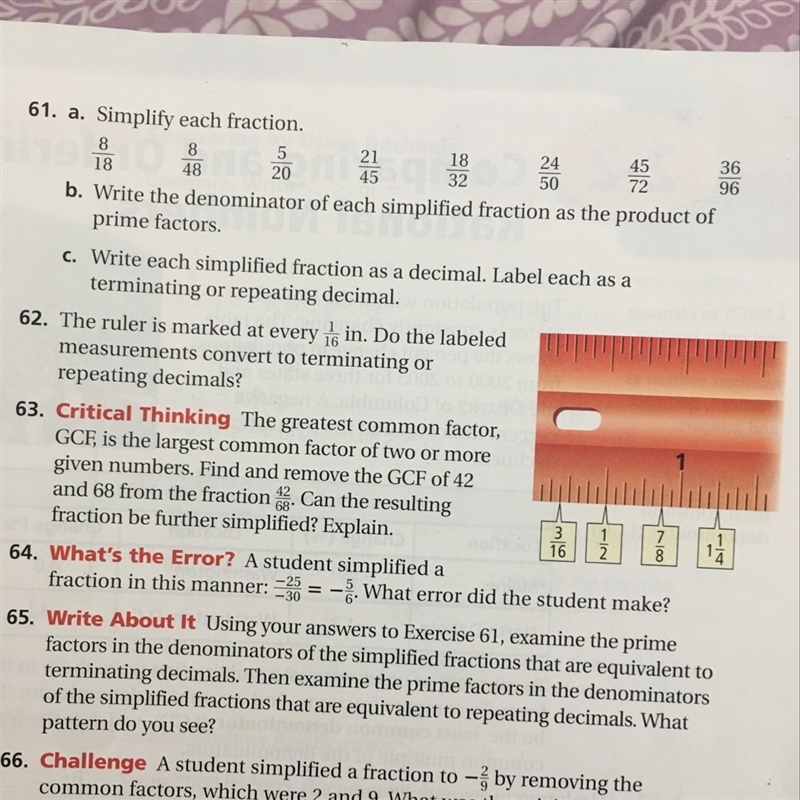 61. a. Simplify each fraction.
8/18 8/48 5/20 21/45 18/32 24/50 45/72 36/96
b. Write the denominator of each simplified fraction as the product of
prime factors.
c. Write each simplified fraction as a decimal. Label each as a
terminating or repeating decimal.
62. The ruler is marked at every 1/16 in. Do the labeled
measurements convert to terminating or
repeating decimals?
1
3/16 1/2 7/8 1 1/4
63. Critical Thinking The greatest common factor,
GCF, is the largest common factor of two or more
given numbers. Find and remove the GCF of 42
and 68 from the fraction 42/68. Can the resulting
fraction be further simplified? Explain.
64. What's the Error? A student simplified a
fraction in this manner: −25/−30 = −5/6. What error did the student make?
65. Write About It Using your answers to Exercise 61, examine the prime
factors in the denominators of the simplified fractions that are equivalent to
terminating decimals. Then examine the prime factors in the denominators
of the simplified fractions that are equivalent to repeating decimals. What
pattern do you see?
66. Challenge A student simplified a fraction to −2/9 by removing the
common factors, which were 2 and 9. What